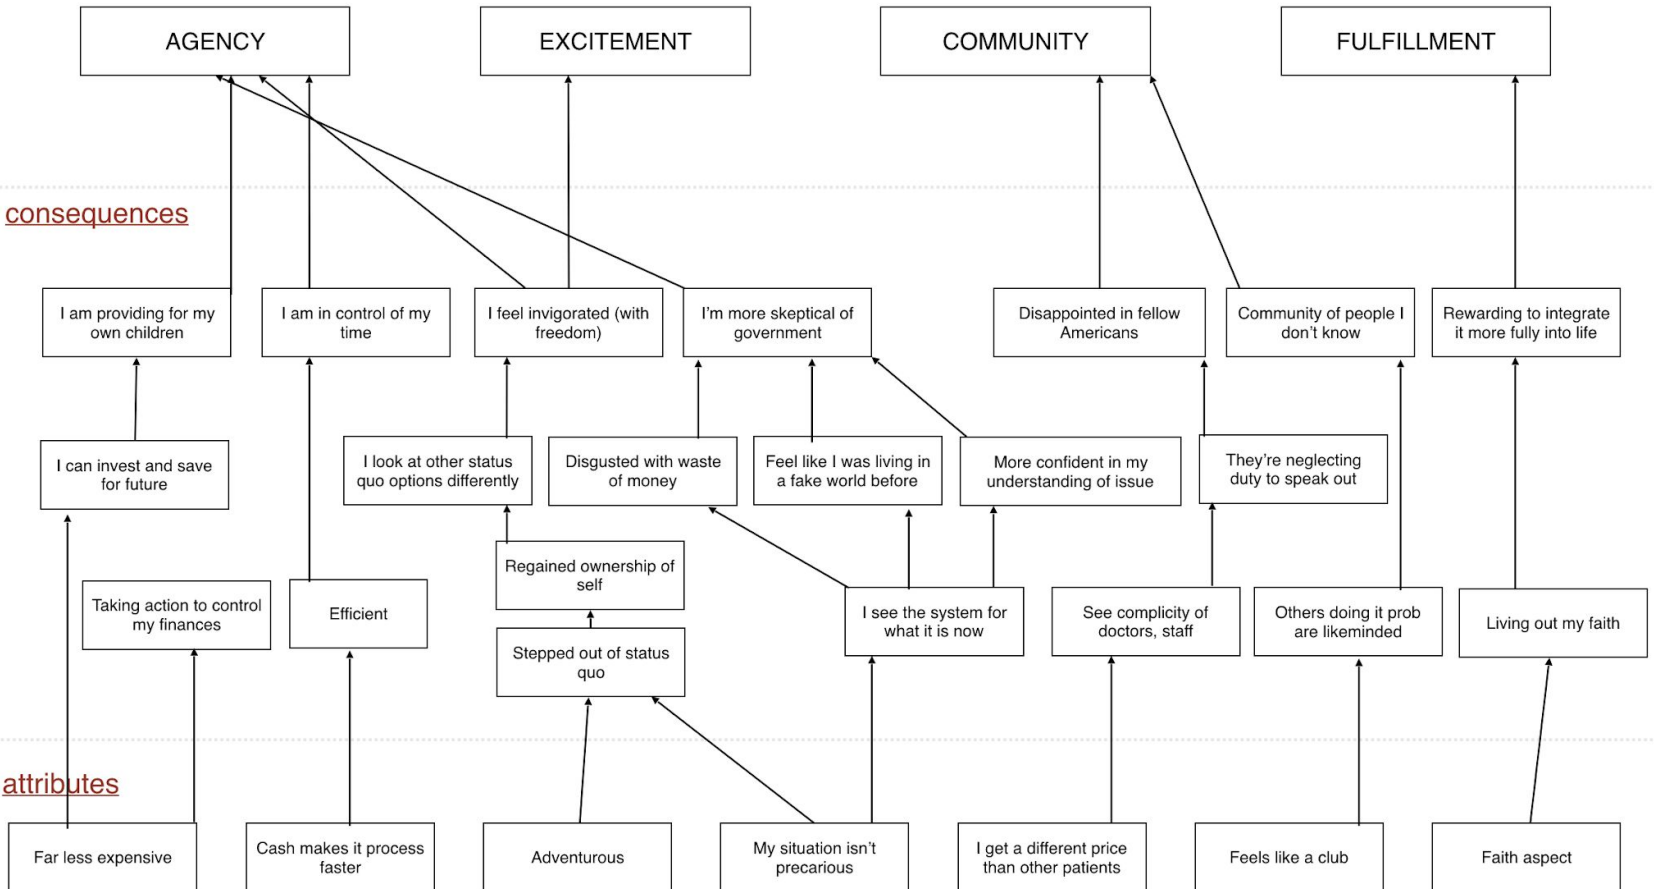 AGENCY
EXCITEMENT
COMMUNITY
FULFILLMENT
consequences
I am providing for my
own children
I am in control of my
time
I feel invigorated (with
freedom)
I'm more skeptical of
government
Disappointed in fellow
Americans
Community of people I
don't know
Rewarding to integrate
it more fully into life
I can invest and save
for future
I look at other status
quo options differently
Disgusted with waste
of money
Feel like I was living in
a fake world before
More confident in my
understanding of issue
They're neglecting
duty to speak out
Regained ownership of
self
Taking action to control
my finances
Efficient
Stepped out of status
quo
I see the system for
what it is now
See complicity of
doctors, staff
Others doing it prob
are likeminded
Living out my faith
attributes
Far less expensive
Cash makes it process
faster
Adventurous
My situation isn't
precarious
I get a different price
than other patients
Feels like a club
Faith aspect